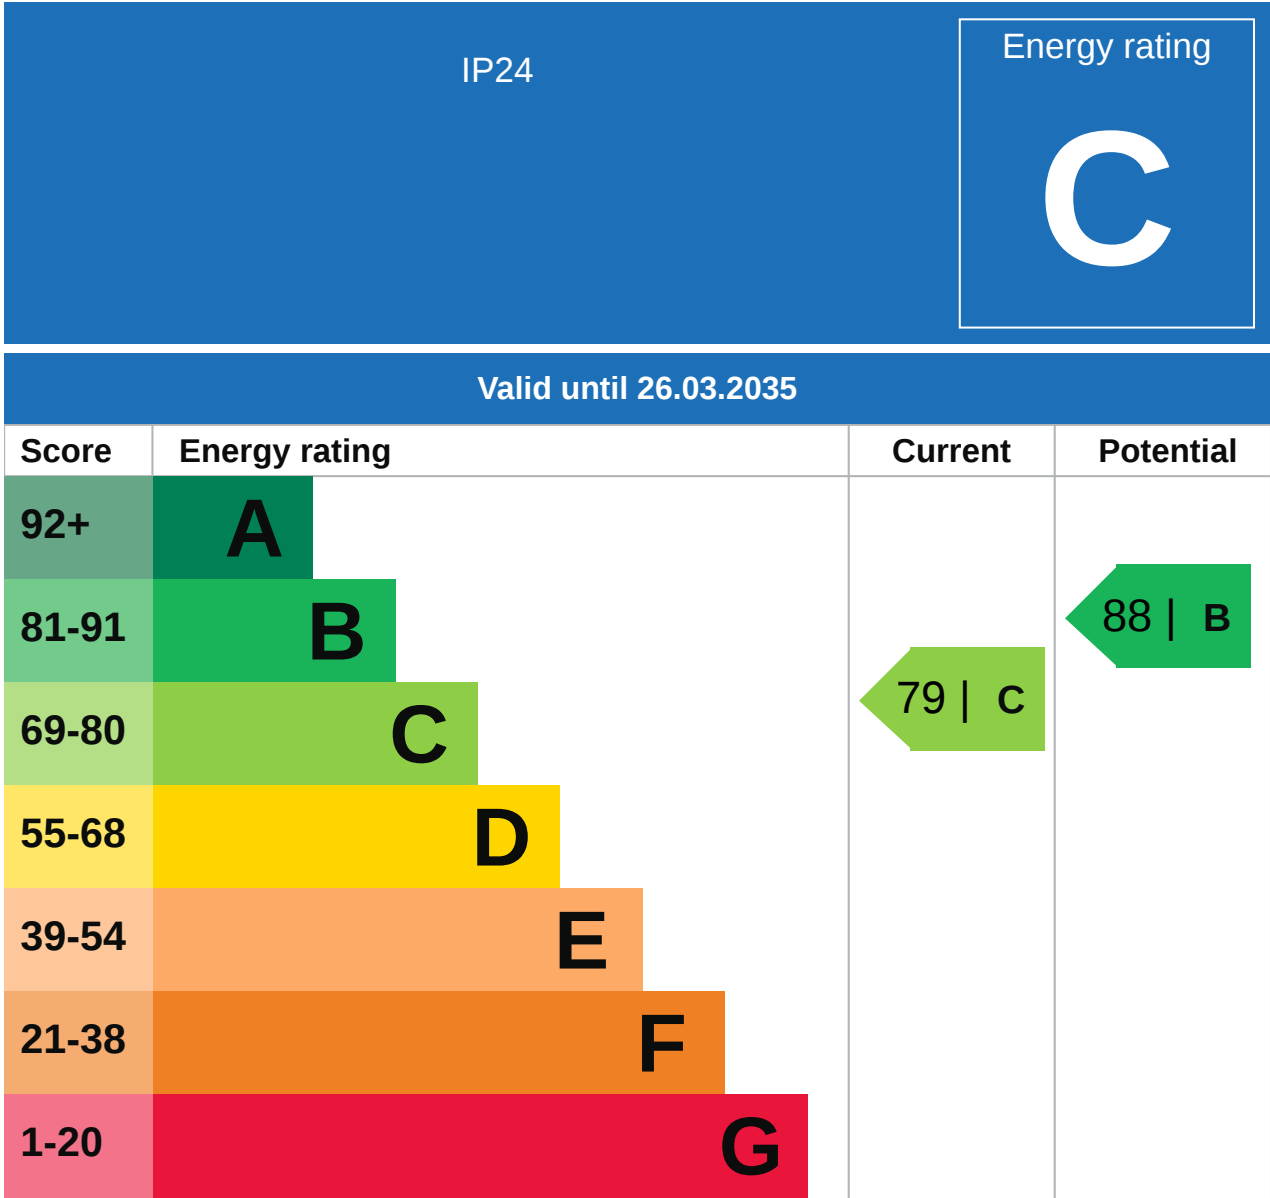 IP24
Energy rating
C
Valid until 26.03.2035
Score Energy rating Current Potential
92+ A
81-91 B 88 | B
69-80 C 79 | C
55-68 D
39-54 E
21-38 F
1-20 G